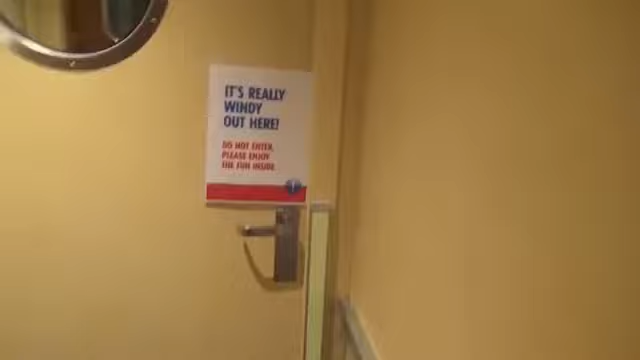 IT'S REALLY
WINDY
OUT HERE!
DO NOT ENTER,
PLEASE ENJOY
THE FUN INSIDE.